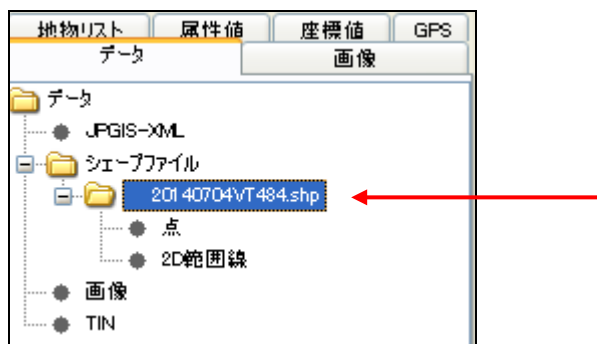 地物リスト 属性値 座標値 GPS
データ 画像
データ
JPGIS-XML
シェープファイル
20140704VT484.shp
点
2D範囲線
画像
TIN